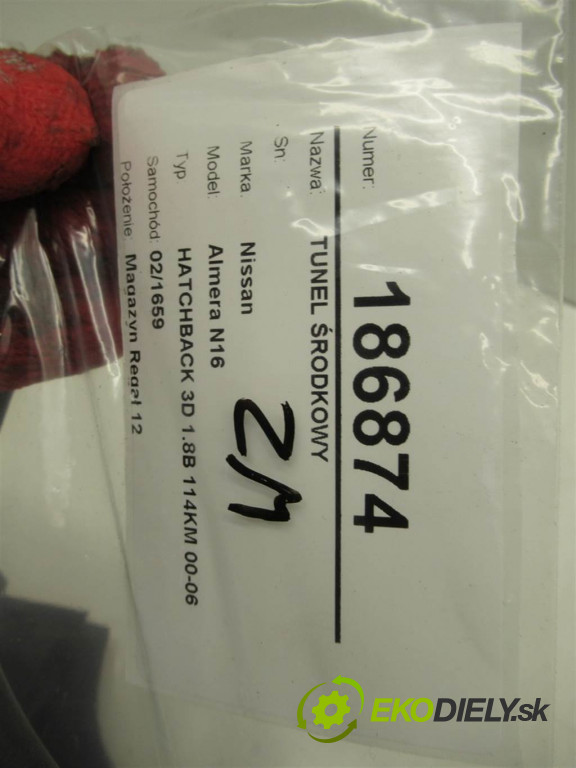 Numer: 186874
Nazwa: TUNEL ŚRODKOWY
Sn:
Marka: Nissan
Model: Almera N16
Typ HATCHBACK 3D 1.8B 114KM 00-06
Samochód: 02/1659
Położenie: Magazyn Regał 12
EKODIELY.sk